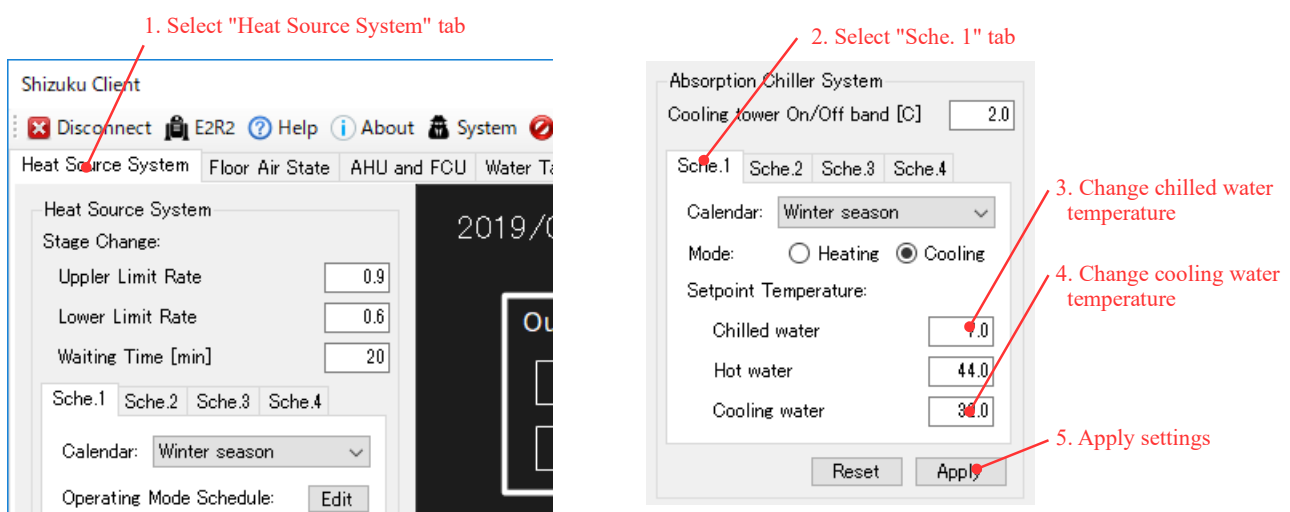 1. Select "Heat Source System" tab
Shizuku Client
Disconnect E2R2 Help About System
Heat Source System Floor Air State AHU and FCU Water Ta
Heat Source System
Stage Change:
Uppler Limit Rate 0.9
Lower Limit Rate 0.6
Waiting Time [min] 20
Sche.1 Sche.2 Sche.3 Sche.4
Calendar: Winter season
Operating Mode Schedule: Edit
2019/0
Ou
2. Select "Sche. 1" tab
Absorption Chiller System
Cooling tower On/Off band [C] 2.0
Sche.1 Sche.2 Sche.3 Sche.4
Calendar: Winter season
Mode: Heating Cooling
Setpoint Temperature:
Chilled water
Hot water 44.0
Cooling water
Reset Apply
3. Change chilled water
temperature
4. Change cooling water
temperature
5. Apply settings